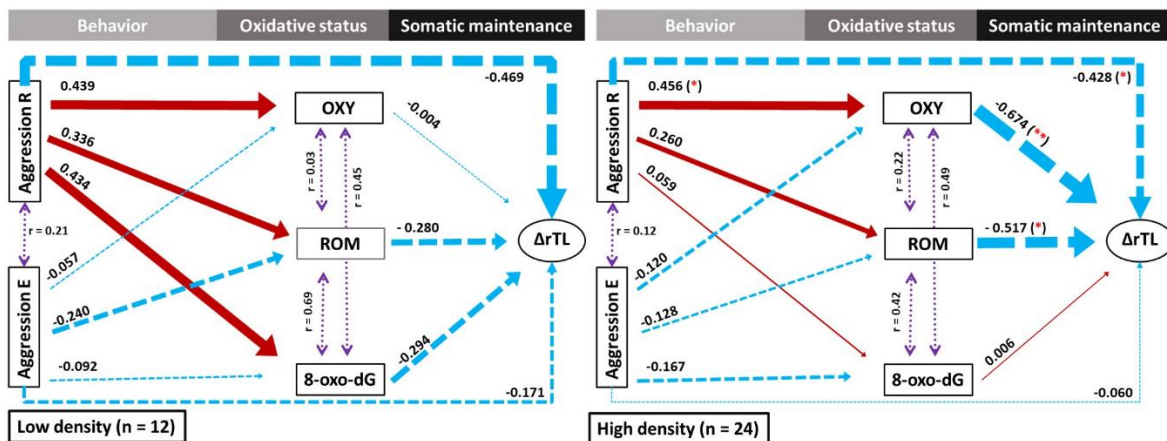 Behavior
Oxidative status
Somatic maintenance
-0.469
0.439
OXY
-0.004
Aggression R
0.336
0.434
r = 0.03
r = 0.45
r = 0.21
ROM
- 0.280
ΔrTL
-0.057
Aggression E
-0.240
r = 0.69
-0.294
-0.092
8-oxo-dG
-0.171
Low density (n = 12)
Behavior
Oxidative status
Somatic maintenance
-0.428 (*)
0.456 (*)
OXY
-0.674 (**)
Aggression R
0.260
0.059
r = 0.22
r = 0.49
r = 0.12
ROM
- 0.517 (*)
ΔrTL
-0.120
Aggression E
-0.128
r = 0.42
-0.167
0.006
8-oxo-dG
-0.060
High density (n = 24)